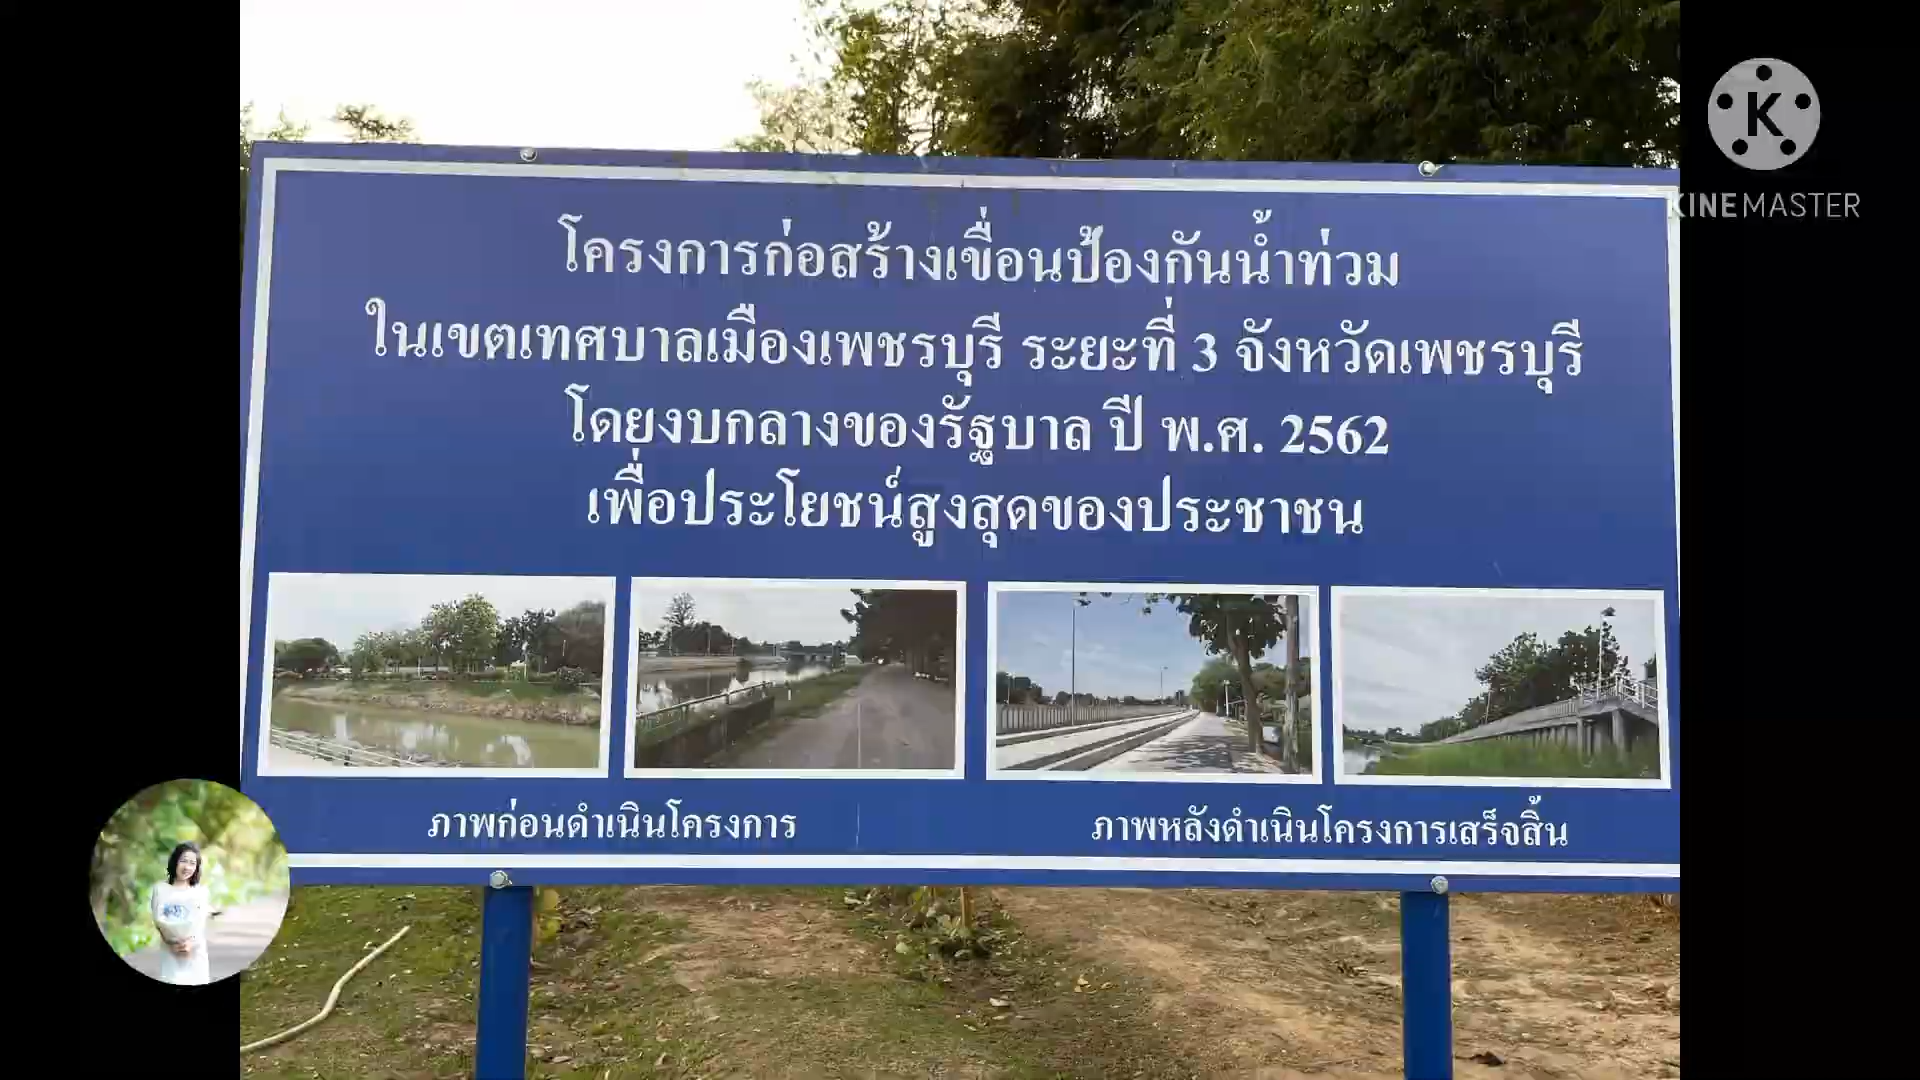 โครงการก่อสร้างเขื่อนป้องกันน้ำท่วม
ในเขตเทศบาลเมืองเพชรบุรี ระยะที่ 3 จังหวัดเพชรบุรี
โดยงบกลางของรัฐบาล ปี พ.ศ. 2562
เพื่อประโยชน์สูงสุดของประชาชน
ภาพก่อนดำเนินโครงการ
ภาพหลังดำเนินโครงการเสร็จสิ้น
K
KINEMASTER